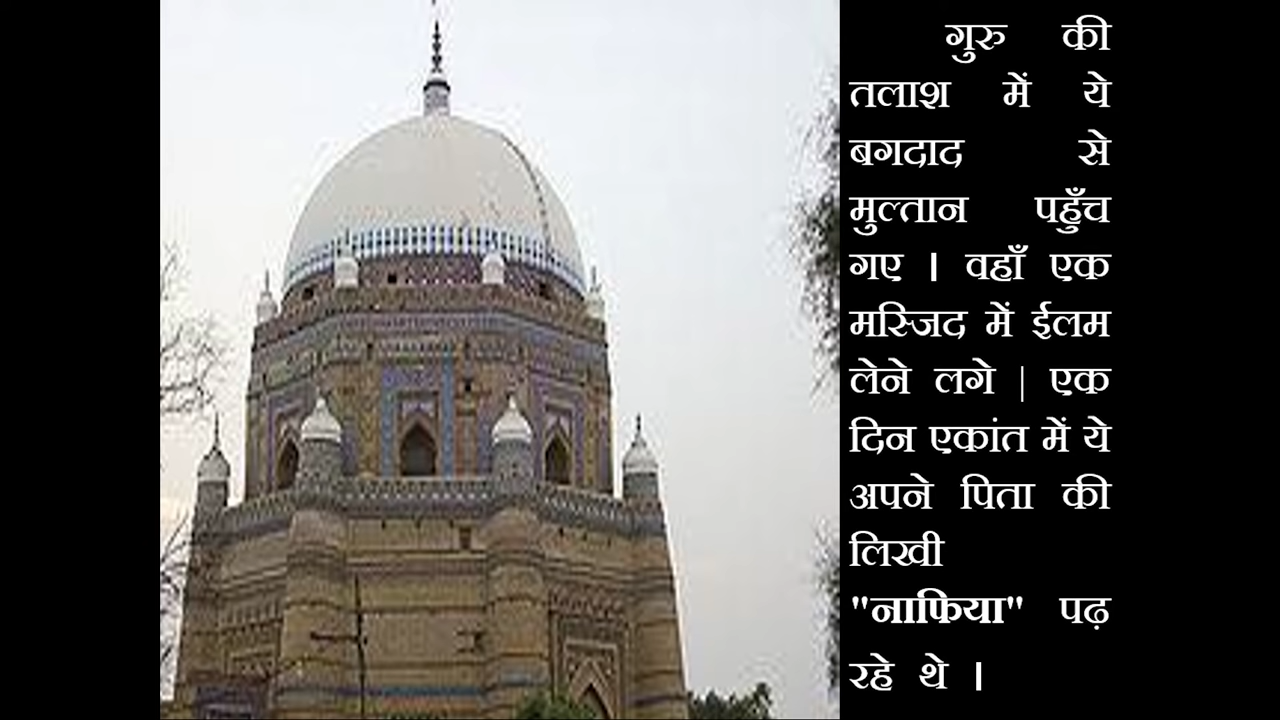 गुरु की
तलाश में ये
बगदाद से
मुल्तान पहुँच
गए । वहाँ एक
मस्जिद में ईलम
लेने लगे | एक
दिन एकांत में ये
अपने पिता की
लिखी
"नाफिया" पढ़
रहे थे ।